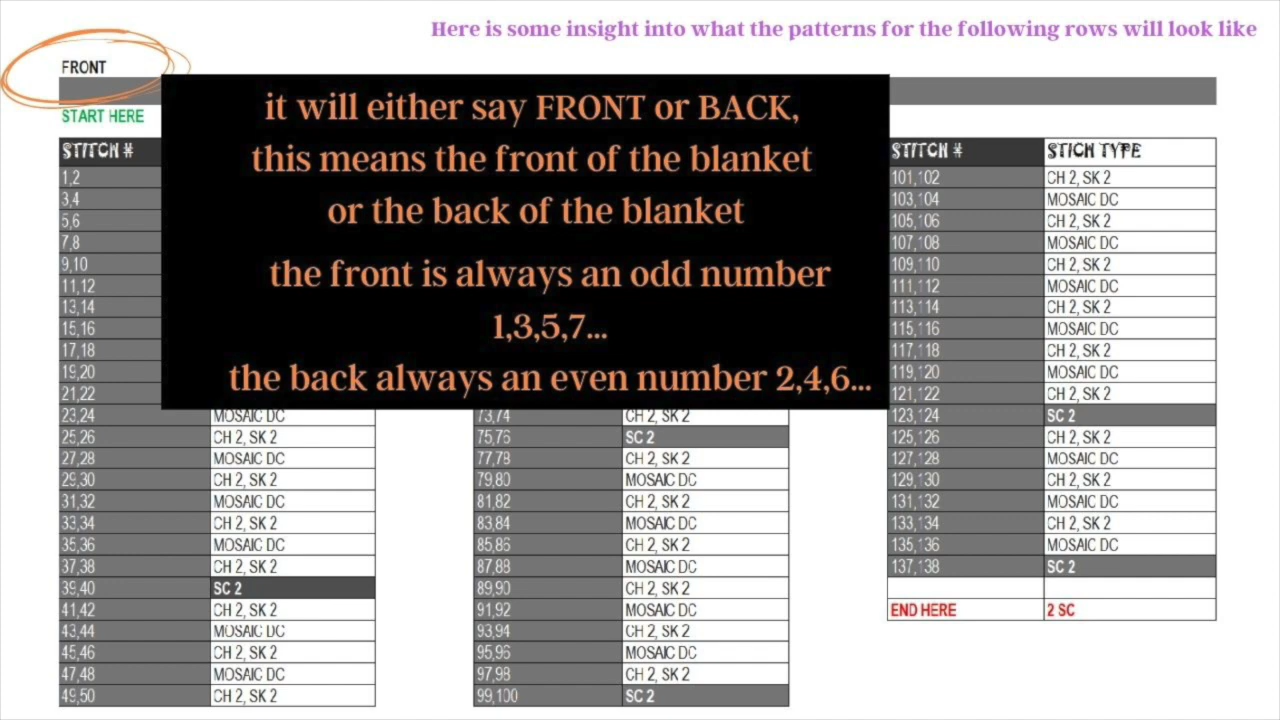 Here is some insight into what the patterns for the following rows will look like
FRONT
START HERE
it will either say FRONT or BACK,
this means the front of the blanket
or the back of the blanket
the front is always an odd number
1,3,5,7...
the back always an even number 2,4,6...
STITCH #
1,2
3,4
5,6
7,8
9,10
11,12
13,14
15,16
17,18
19,20
21,22
23,24 MOSAIC DC
25,26 CH 2, SK 2
27,28 MOSAIC DC
29,30 CH 2, SK 2
31,32 MOSAIC DC
33,34 CH 2, SK 2
35,36 MOSAIC DC
37,38 CH 2, SK 2
39,40 SC 2
41,42 CH 2, SK 2
43,44 MOSAIC DC
45,46 CH 2, SK 2
47,48 MOSAIC DC
49,50 CH 2, SK 2
73,74 CH 2, SK 2
75,76 SC 2
77,78 CH 2, SK 2
79,80 MOSAIC DC
81,82 CH 2, SK 2
83,84 MOSAIC DC
85,86 CH 2, SK 2
87,88 MOSAIC DC
89,90 CH 2, SK 2
91,92 MOSAIC DC
93,94 CH 2, SK 2
95,96 MOSAIC DC
97,98 CH 2, SK 2
99,100 SC 2
STITCH # STICH TYPE
101,102 CH 2, SK 2
103,104 MOSAIC DC
105,106 CH 2, SK 2
107,108 MOSAIC DC
109,110 CH 2, SK 2
111,112 MOSAIC DC
113,114 CH 2, SK 2
115,116 MOSAIC DC
117,118 CH 2, SK 2
119,120 MOSAIC DC
121,122 CH 2, SK 2
123,124 SC 2
125,126 CH 2, SK 2
127,128 MOSAIC DC
129,130 CH 2, SK 2
131,132 MOSAIC DC
133,134 CH 2, SK 2
135,136 MOSAIC DC
137,138 SC 2
END HERE 2 SC